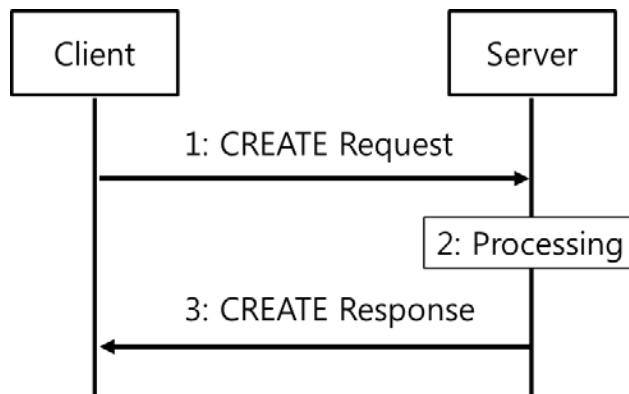 Client
Server
1: CREATE Request
2: Processing
3: CREATE Response